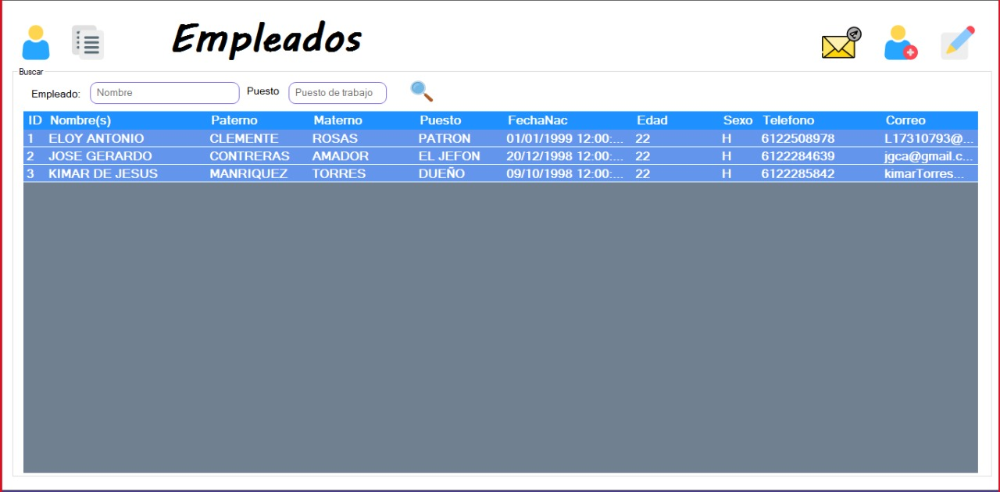 Empleados
Buscar
Empleado: Nombre Puesto Puesto de trabajo
ID Nombre(s) Paterno Materno Puesto FechaNac Edad Sexo Telefono Correo
1 ELOY ANTONIO CLEMENTE ROSAS PATRON 01/01/1999 12:00:... 22 H 6122508978 L17310793@...
2 JOSE GERARDO CONTRERAS AMADOR EL JEFON 20/12/1998 12:00:... 22 H 6122284639 jgca@gmail.c...
3 KIMAR DE JESUS MANRIQUEZ TORRES DUEÑO 09/10/1998 12:00:... 22 H 6122285842 kimarTorres...